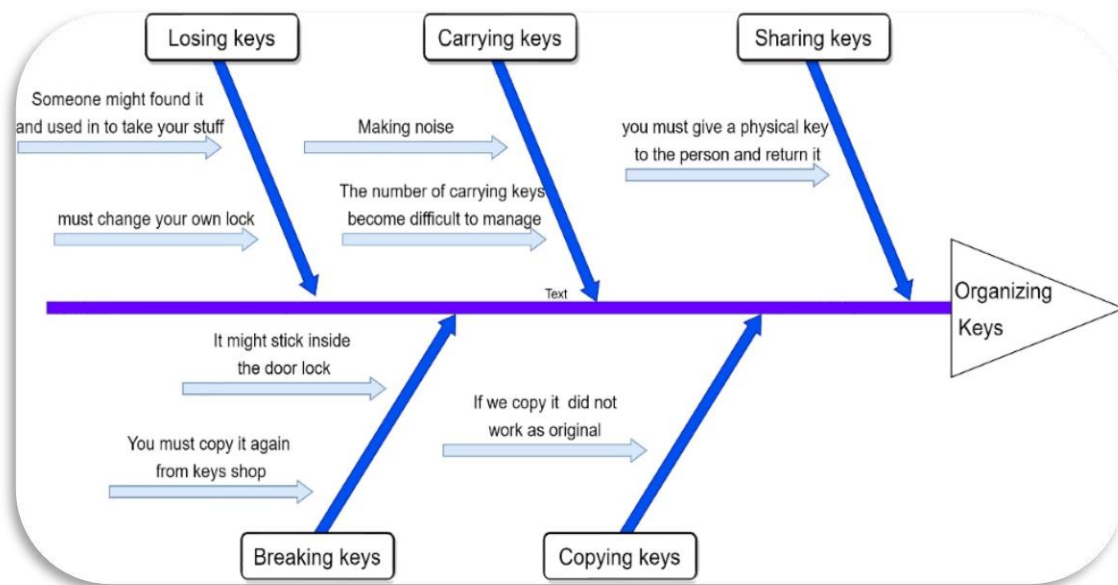 Losing keys
Carrying keys
Sharing keys
Someone might found it
and used in to take your stuff
must change your own lock
Making noise
The number of carrying keys
become difficult to manage
you must give a physical key
to the person and return it
Text
Organizing
Keys
It might stick inside
the door lock
You must copy it again
from keys shop
If we copy it did not
work as original
Breaking keys
Copying keys